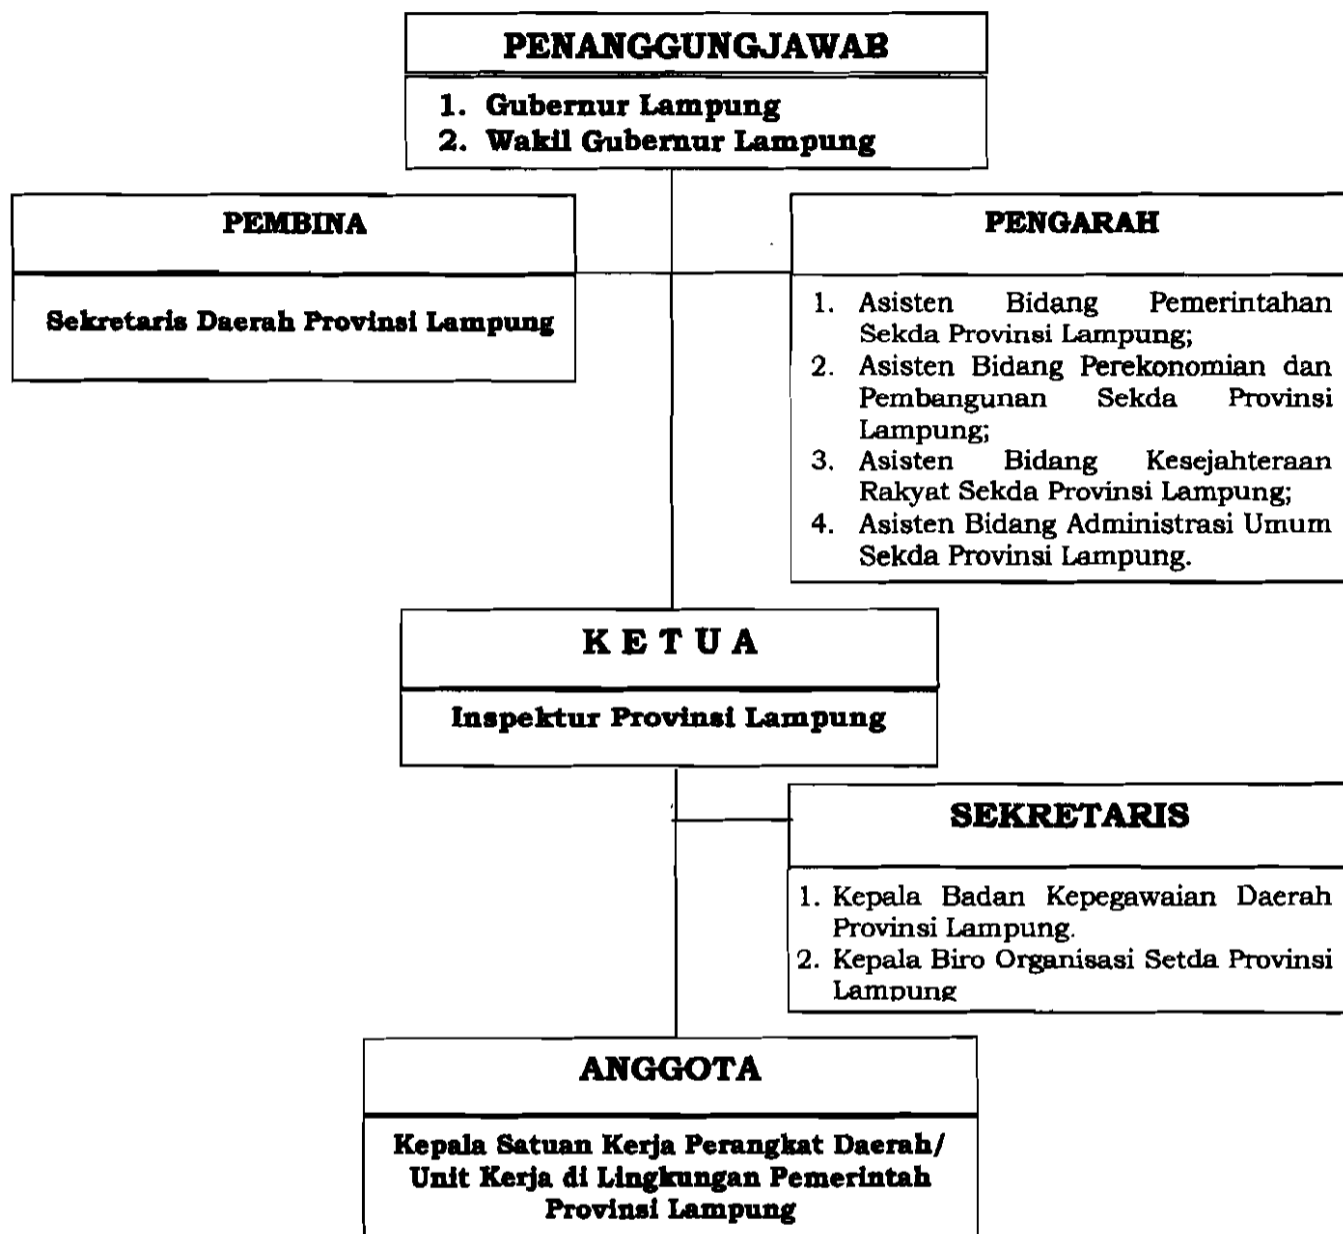 PENANGGUNGJAWAB
1. Gubernur Lampung
2. Wakil Gubernur Lampung
PEMBINA
Sekretaris Daerah Provinsi Lampung
PENGARAH
1. Asisten Bidang Pemerintahan
Sekda Provinsi Lampung;
2. Asisten Bidang Perekonomian dan
Pembangunan Sekda Provinsi
Lampung;
3. Asisten Bidang Kesejahteraan
Rakyat Sekda Provinsi Lampung;
4. Asisten Bidang Administrasi Umum
Sekda Provinsi Lampung.
K E T U A
Inspektur Provinsi Lampung
SEKRETARIS
1. Kepala Badan Kepegawaian Daerah
Provinsi Lampung.
2. Kepala Biro Organisasi Setda Provinsi
Lampung
ANGGOTA
Kepala Satuan Kerja Perangkat Daerah/
Unit Kerja di Lingkungan Pemerintah
Provinsi Lampung